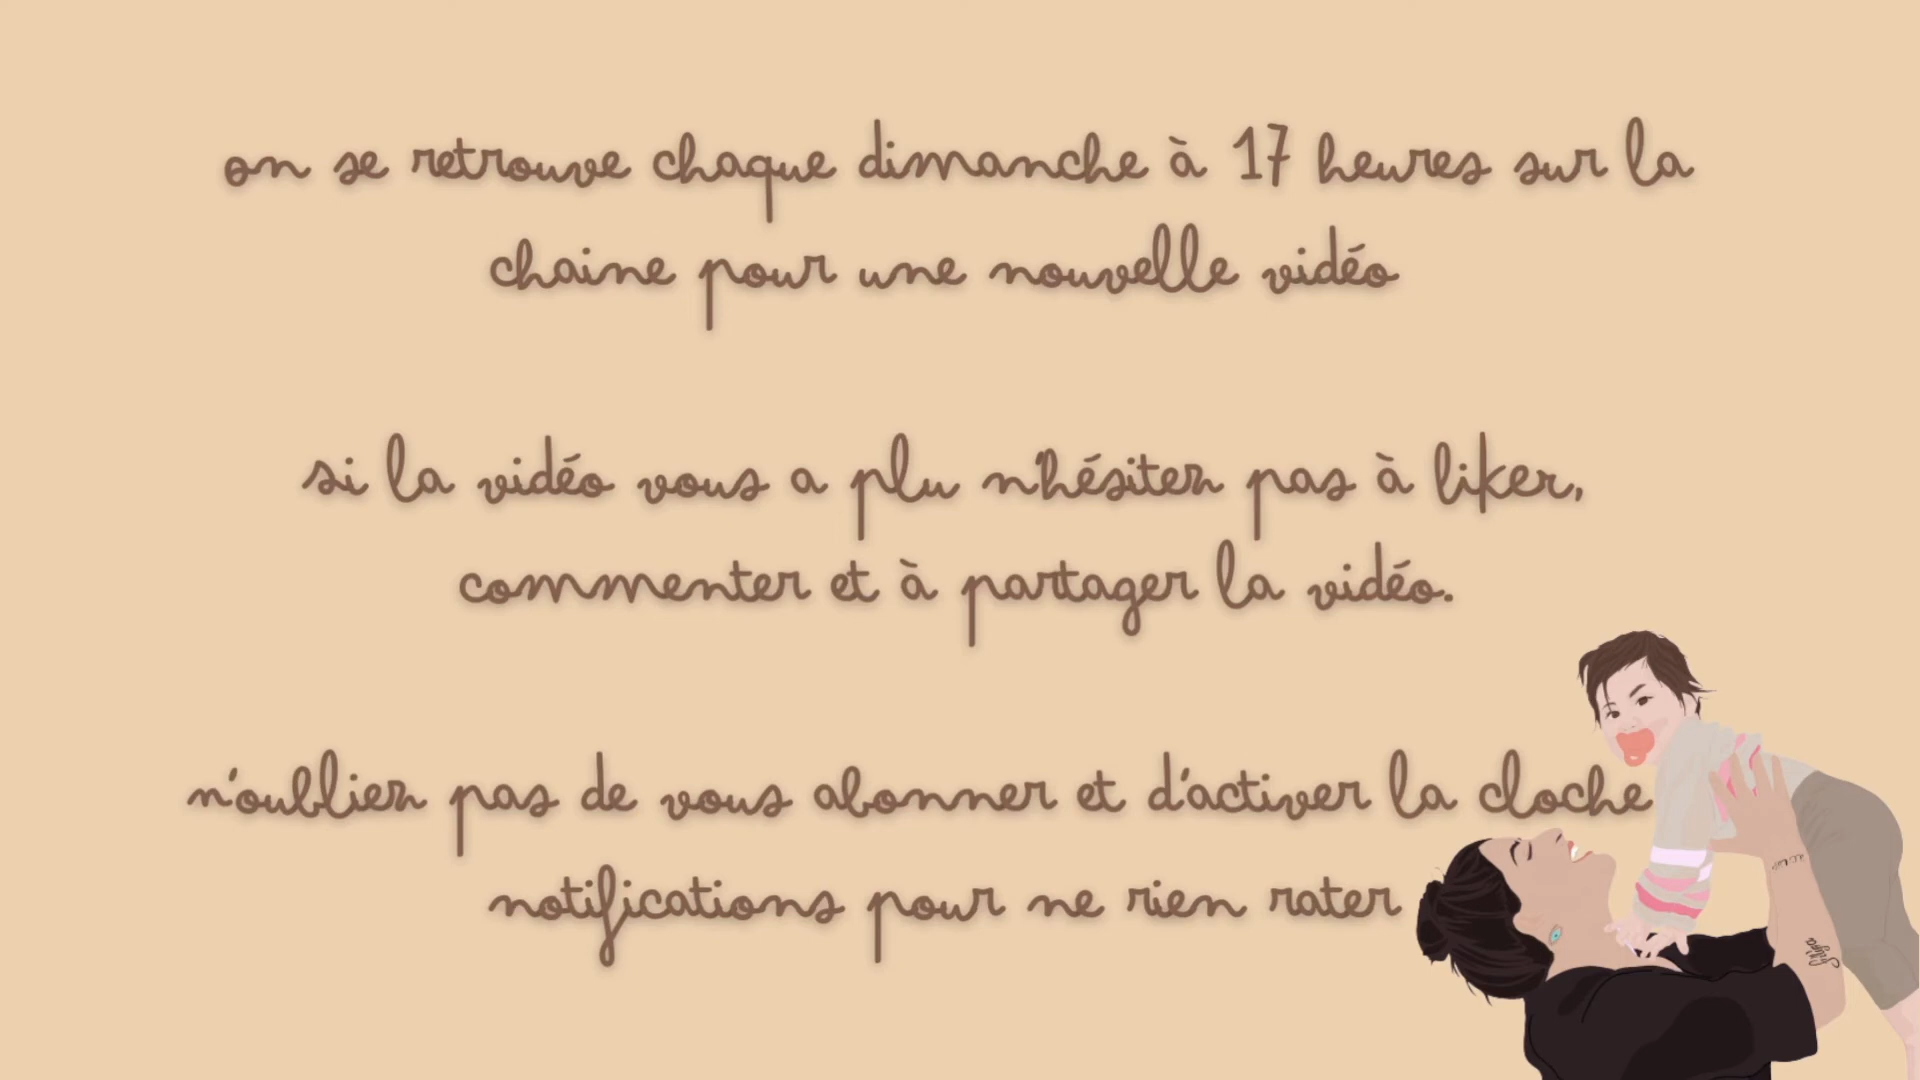 on se retrouve chaque dimanche à 17 heures sur la
chaine pour une nouvelle vidéo
si la vidéo vous a plu n'hésitez pas à liker,
commenter et à partager la vidéo.
n'oubliez pas de vous abonner et d'activer la cloche
notifications pour ne rien rater